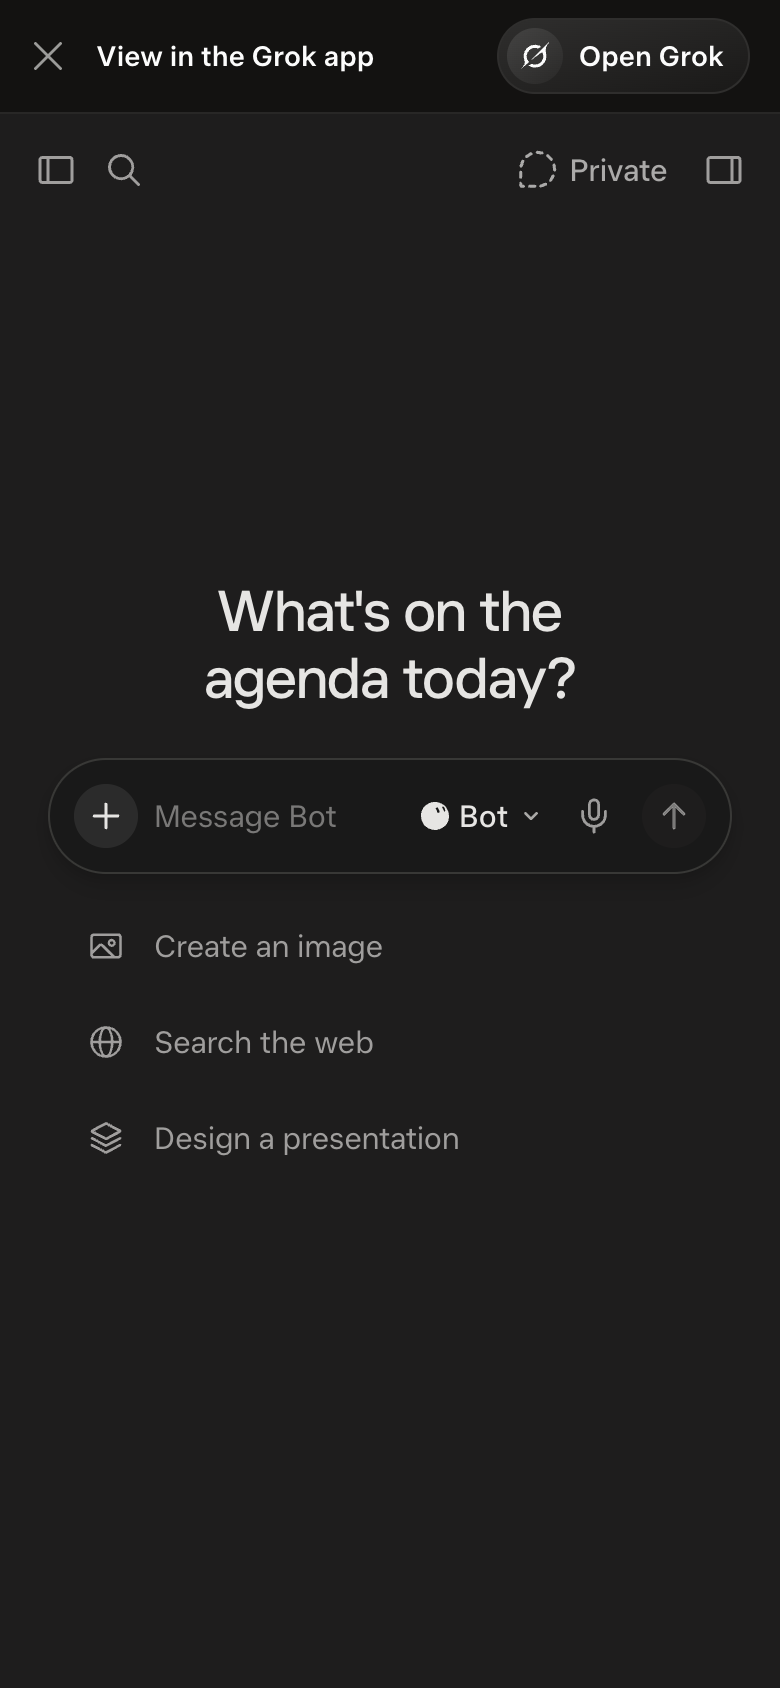 View in the Grok app
Open Grok
Private
What's on the
agenda today?
Message Bot
Bot
Create an image
Search the web
Design a presentation